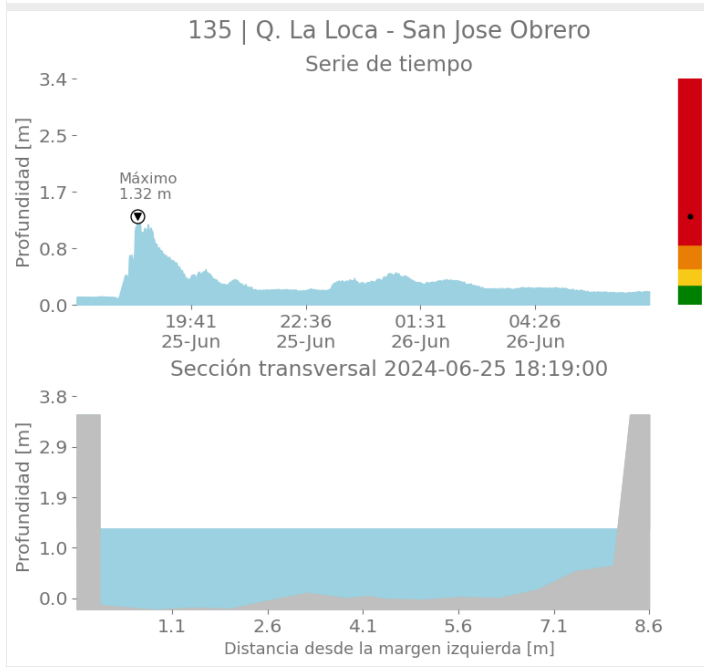 135 | Q. La Loca - San Jose Obrero
Serie de tiempo
Profundidad [m]
3.4
2.5
1.7
0.8
0.0
Máximo
1.32 m
19:41 22:36 01:31 04:26
25-Jun 25-Jun 26-Jun 26-Jun
Sección transversal 2024-06-25 18:19:00
Profundidad [m]
3.8
2.9
1.9
1.0
0.0
1.1 2.6 4.1 5.6 7.1 8.6
Distancia desde la margen izquierda [m]